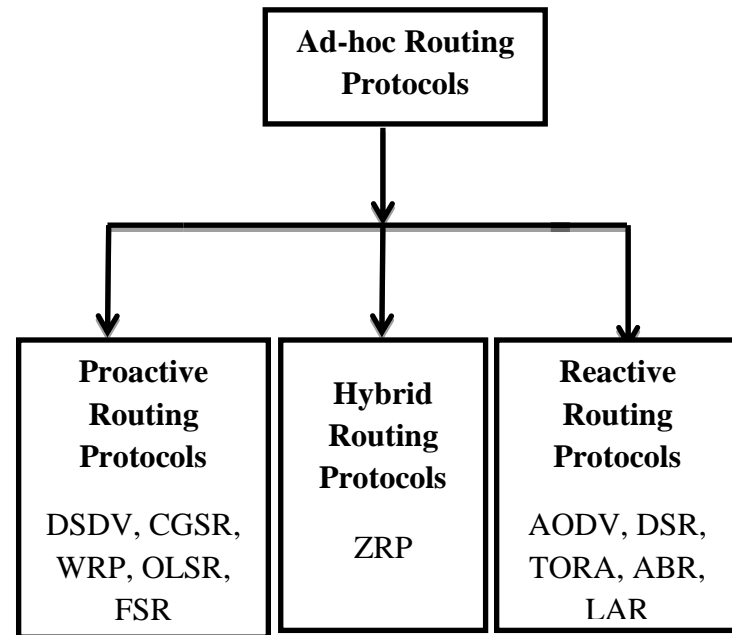 Ad-hoc Routing
Protocols
Proactive
Routing
Protocols
DSDV, CGSR,
WRP, OLSR,
FSR
Hybrid
Routing
Protocols
ZRP
Reactive
Routing
Protocols
AODV, DSR,
TORA, ABR,
LAR